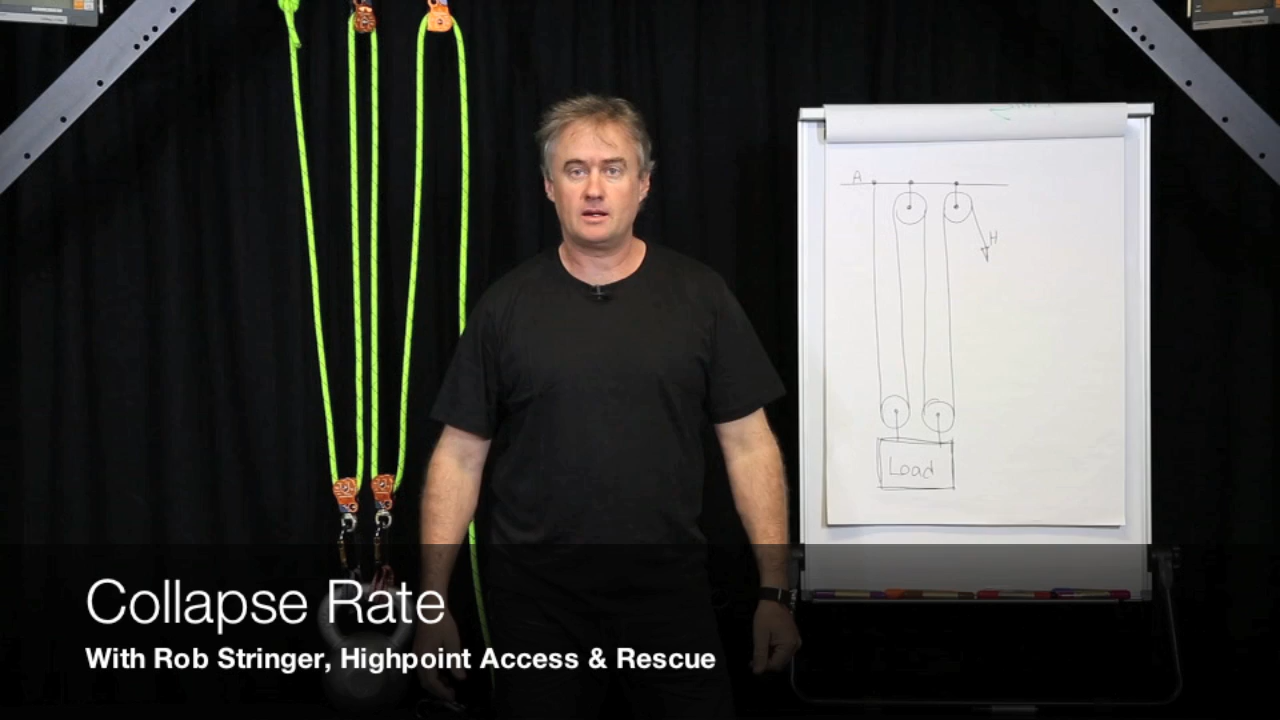 A
H
Load
Collapse Rate
With Rob Stringer, Highpoint Access & Rescue